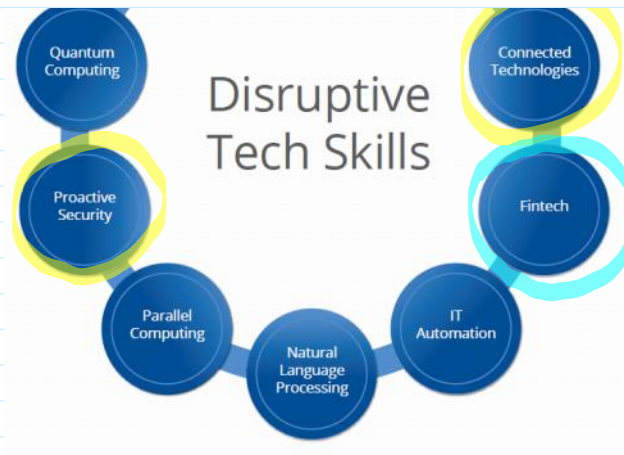 Quantum
Computing
Connected
Technologies
Disruptive
Tech Skills
Proactive
Security
Fintech
Parallel
Computing
IT
Automation
Natural
Language
Processing